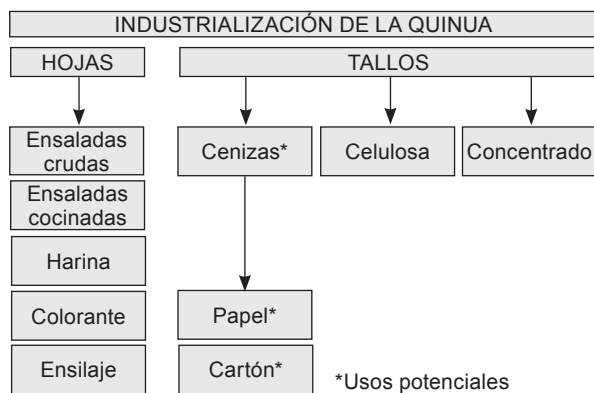 INDUSTRIALIZACIÓN DE LA QUINUA
HOJAS
TALLOS
Ensaladas
crudas
Cenizas*
Celulosa
Concentrado
Ensaladas
cocinadas
Harina
Colorante
Papel*
Ensilaje
Cartón*
*Usos potenciales